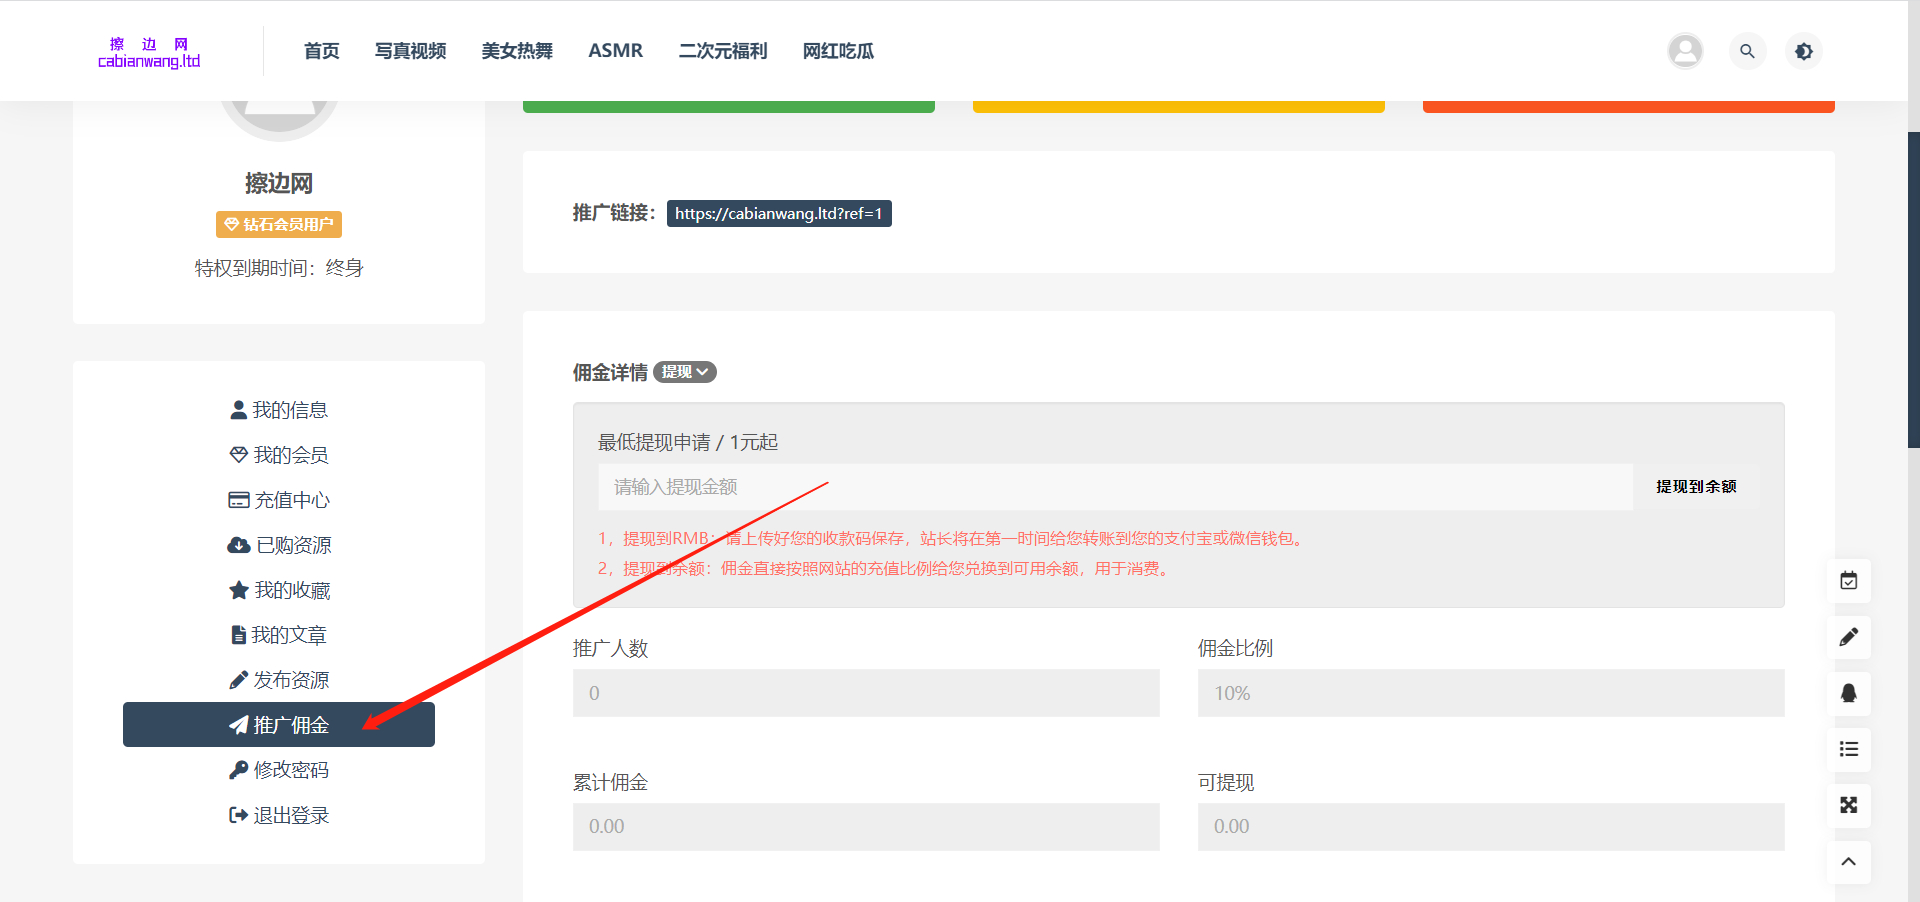 擦 边 网
cabianwang.ltd
首页 写真视频 美女热舞 ASMR 二次元福利 网红吃瓜
擦边网
钻石会员用户
特权到期时间：终身
我的信息
我的会员
充值中心
已购资源
我的收藏
我的文章
发布资源
推广佣金
修改密码
退出登录
推广链接： https://cabianwang.ltd?ref=1
佣金详情 提现
最低提现申请 / 1元起
请输入提现金额 提现到余额
1，提现到RMB：请上传好您的收款码保存，站长将在第一时间给您转账到您的支付宝或微信钱包。
2，提现到余额：佣金直接按照网站的充值比例给您兑换到可用余额，用于消费。
推广人数 佣金比例
0 10%
累计佣金 可提现
0.00 0.00